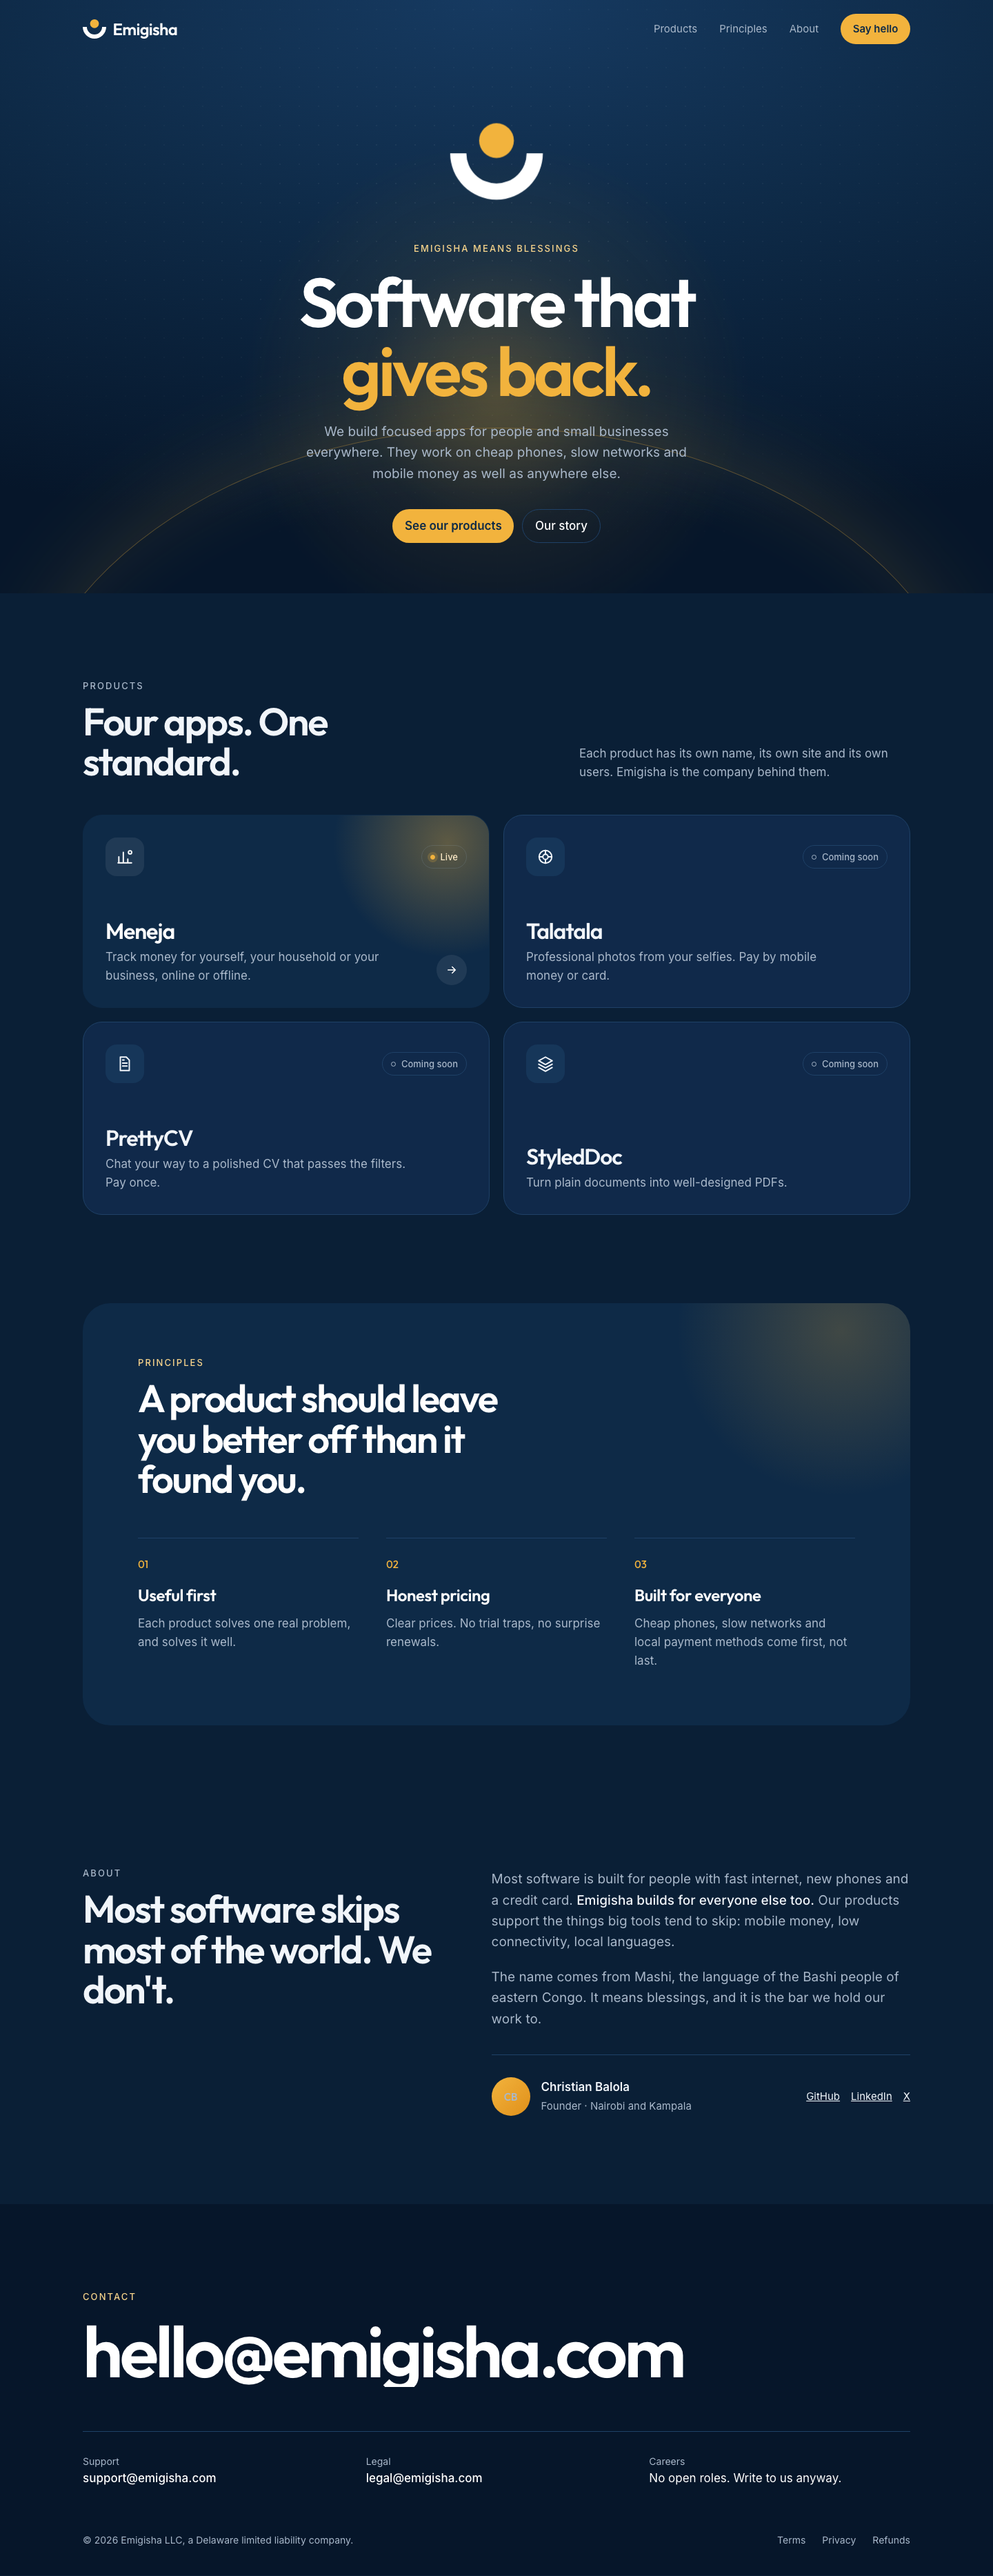 Emigisha
Products
Principles
About
Say hello
EMIGISHA MEANS BLESSINGS
Software that
gives back.
We build focused apps for people and small businesses
everywhere. They work on cheap phones, slow networks and
mobile money as well as anywhere else.
See our products
Our story
PRODUCTS
Four apps. One
standard.
Each product has its own name, its own site and its own
users. Emigisha is the company behind them.
Live
Meneja
Track money for yourself, your household or your
business, online or offline.
Coming soon
Talatala
Professional photos from your selfies. Pay by mobile
money or card.
Coming soon
PrettyCV
Chat your way to a polished CV that passes the filters.
Pay once.
Coming soon
StyledDoc
Turn plain documents into well-designed PDFs.
PRINCIPLES
A product should leave
you better off than it
found you.
01
Useful first
Each product solves one real problem,
and solves it well.
02
Honest pricing
Clear prices. No trial traps, no surprise
renewals.
03
Built for everyone
Cheap phones, slow networks and
local payment methods come first, not
last.
ABOUT
Most software skips
most of the world. We
don't.
Most software is built for people with fast internet, new phones and
a credit card. Emigisha builds for everyone else too. Our products
support the things big tools tend to skip: mobile money, low
connectivity, local languages.
The name comes from Mashi, the language of the Bashi people of
eastern Congo. It means blessings, and it is the bar we hold our
work to.
CB
Christian Balola
Founder · Nairobi and Kampala
GitHub
LinkedIn
X
CONTACT
hello@emigisha.com
Support
support@emigisha.com
Legal
legal@emigisha.com
Careers
No open roles. Write to us anyway.
© 2026 Emigisha LLC, a Delaware limited liability company.
Terms
Privacy
Refunds